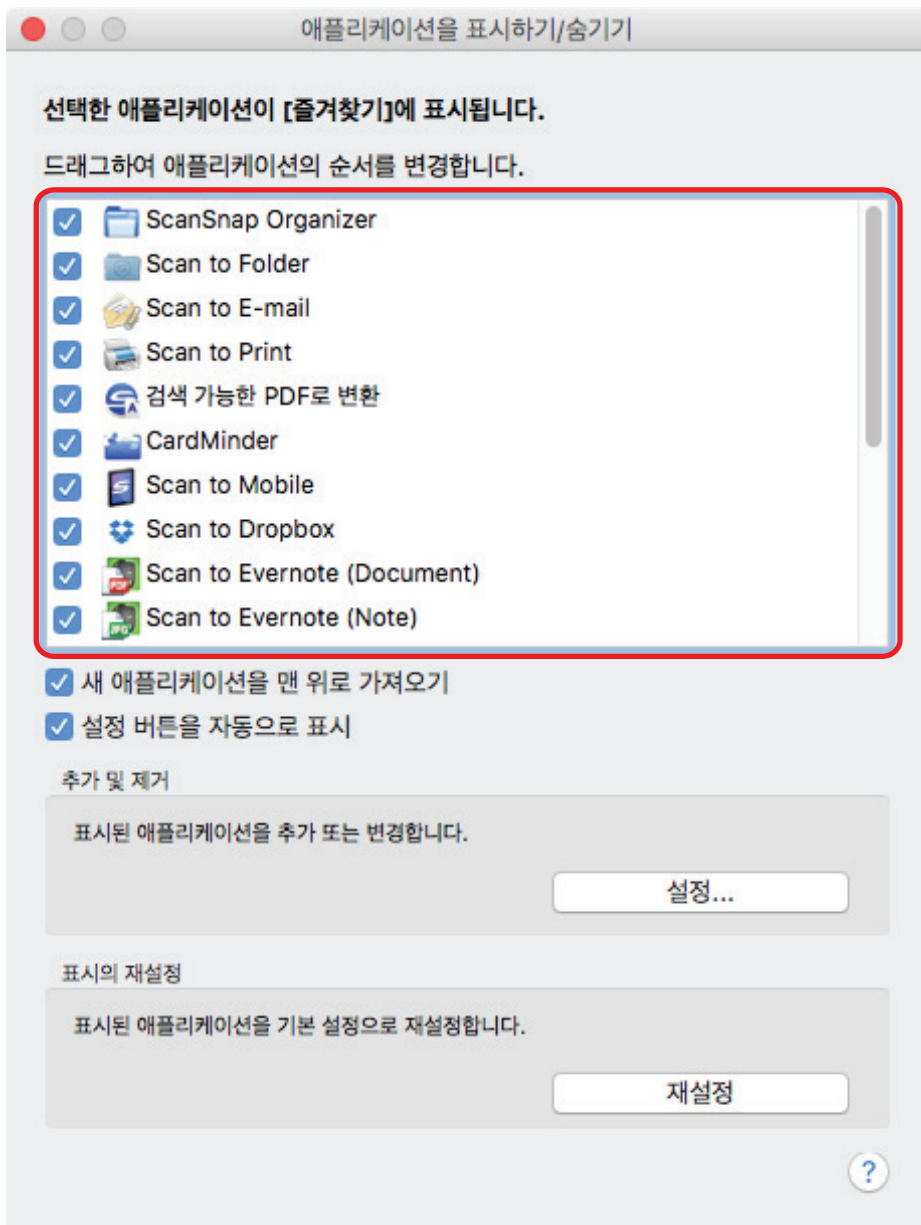 애플리케이션을 표시하기/숨기기
선택한 애플리케이션이 [즐겨찾기]에 표시됩니다.
드래그하여 애플리케이션의 순서를 변경합니다.
ScanSnap Organizer
Scan to Folder
Scan to E-mail
Scan to Print
검색 가능한 PDF로 변환
CardMinder
Scan to Mobile
Scan to Dropbox
Scan to Evernote (Document)
Scan to Evernote (Note)
새 애플리케이션을 맨 위로 가져오기
설정 버튼을 자동으로 표시
추가 및 제거
표시된 애플리케이션을 추가 또는 변경합니다.
설정...
표시의 재설정
표시된 애플리케이션을 기본 설정으로 재설정합니다.
재설정
?